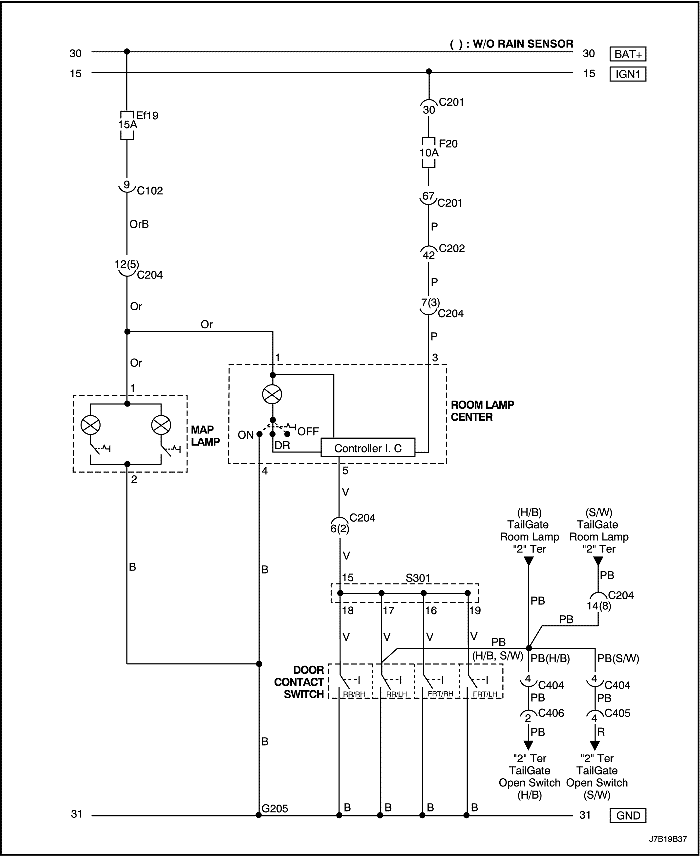 ( ) : W/O RAIN SENSOR
30 30 BAT+
15 15 IGN1
Ef19
15A
C201
30
F20
10A
9
C102
67
C201
OrB
P
C202
42
12(5)
C204
P
7(3)
C204
Or
Or
P
Or
1
1
3
ROOM LAMP
CENTER
MAP
LAMP
ON
OFF
DR
Controller I. C
2
4
5
V
C204
6(2)
V
(H/B)
TailGate
Room Lamp
"2" Ter
(S/W)
TailGate
Room Lamp
"2" Ter
PB
C204
14(8)
B
B
15
S301
18
17
16
19
PB
PB
V
V
V
V
PB
(H/B, S/W)
PB(H/B)
PB(S/W)
DOOR
CONTACT
SWITCH
RR/RH
RR/LH
FRT/RH
FRT/LH
4
C404
4
C404
PB
PB
2
C406
4
C405
PB
R
B
"2" Ter
TailGate
Open Switch
(H/B)
"2" Ter
TailGate
Open Switch
(S/W)
G205
B
B
B
B
31 31 GND
J7B19B37